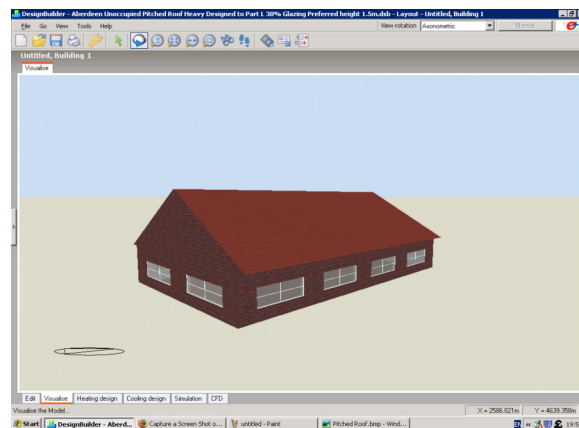 DesignBuilder - Aberdeen Unoccupied Pitched Roof Heavy Designed to Part L 30% Glazing Preferred height 1.5m.dsb - Layout - Untitled, Building 1
File Go View Tools Help
View rotation Axonometric Normal
Untitled, Building 1
Visualise
Edit Visualise Heating design Cooling design Simulation CFD
Visualise the Model...
X = 2586.021m Y = 4639.358m
Start DesignBuilder - Aberd... Capture a Screen Shot o... untitled - Paint Pitched Roof.bmp - Wind...